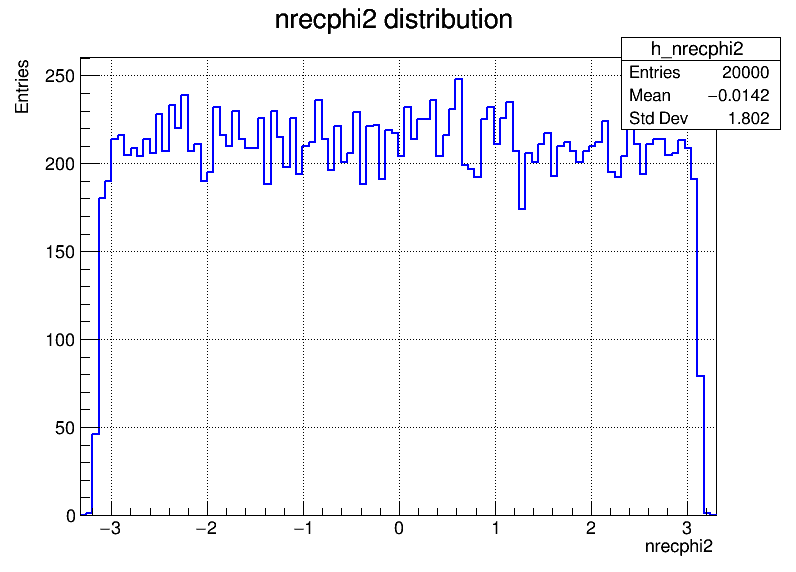 nrecphi2 distribution
h_nrecphi2
Entries 20000
Mean −0.0142
Std Dev 1.802
Entries
250
200
150
100
50
0
−3 −2 −1 0 1 2 3
nrecphi2